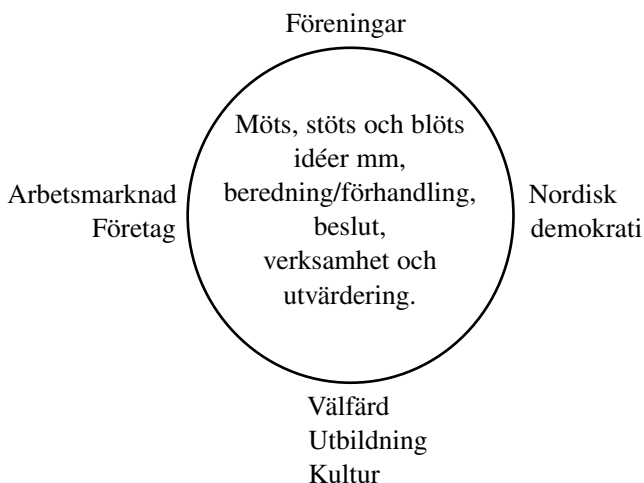 Föreningar
Möts, stöts och blöts
idéer mm,
beredning/förhandling,
beslut,
verksamhet och
utvärdering.
Arbetsmarknad
Företag
Nordisk
demokrati
Välfärd
Utbildning
Kultur